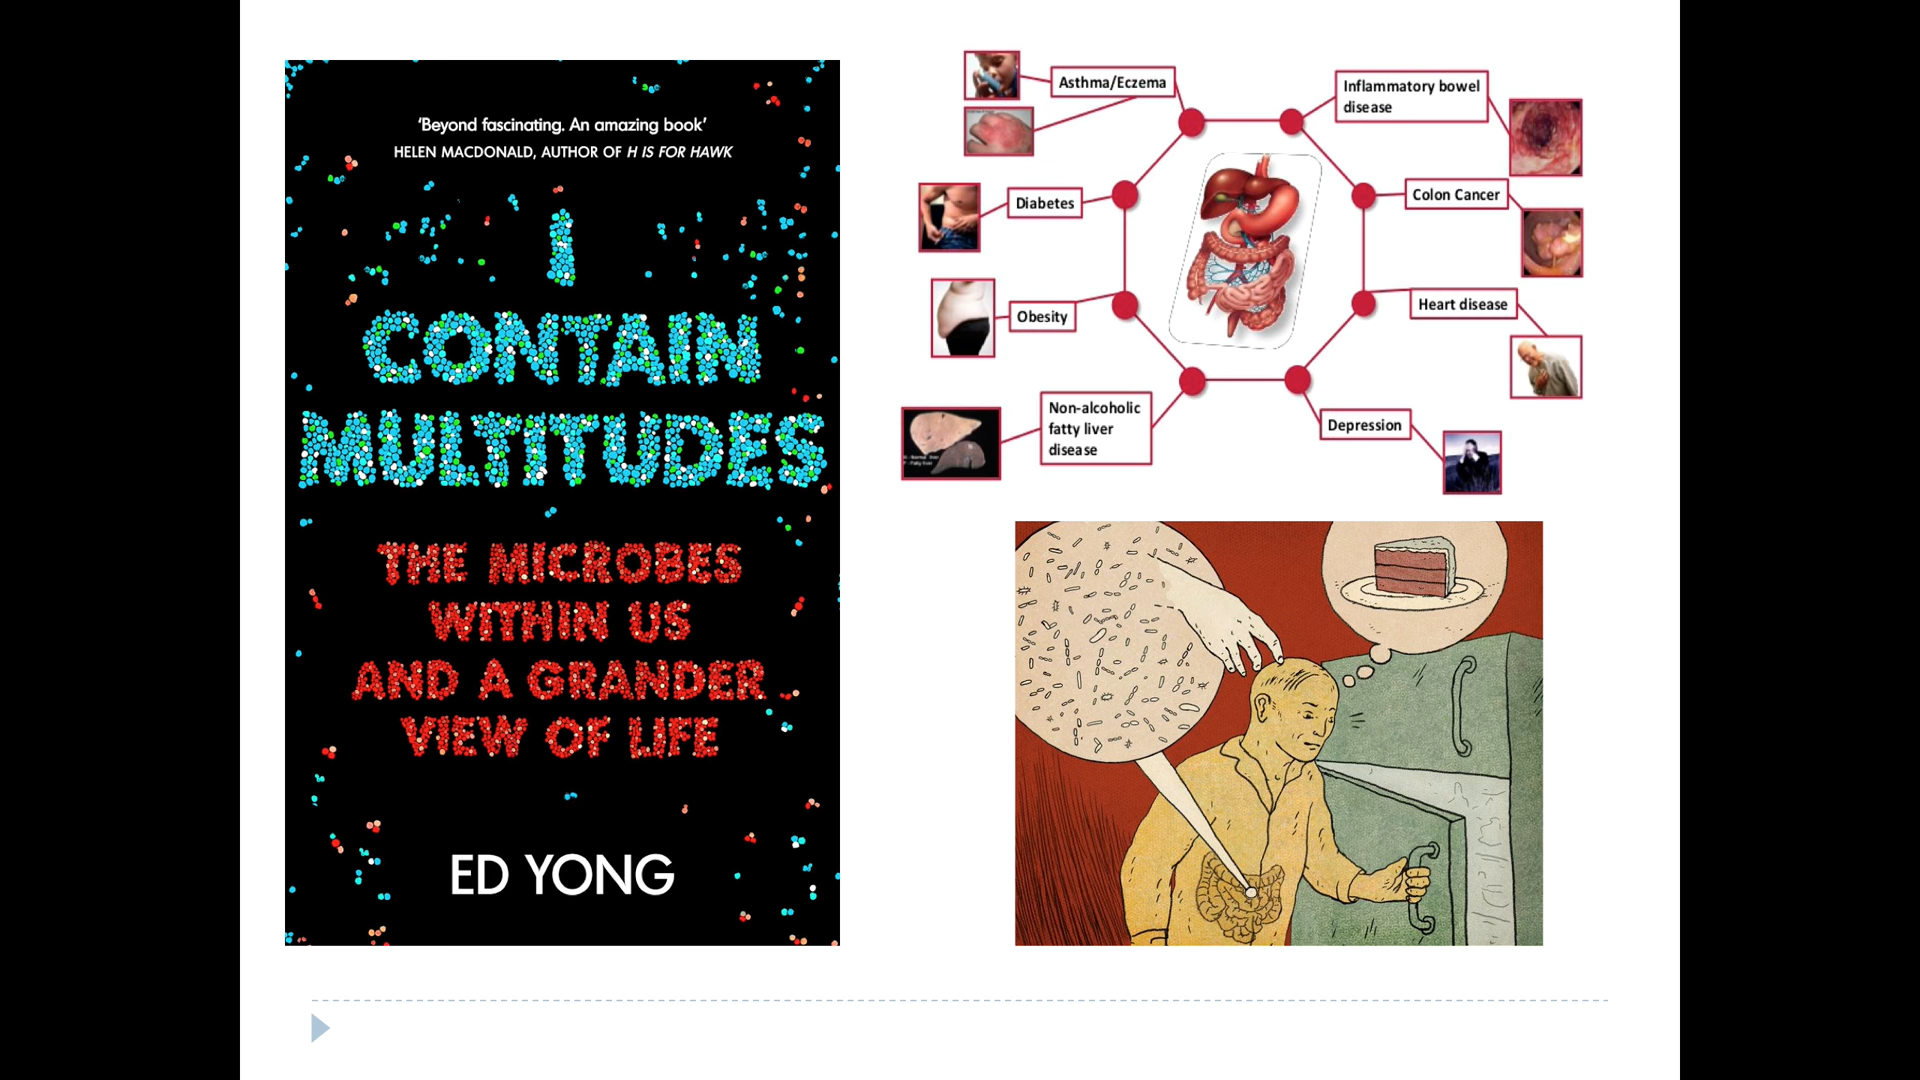 'Beyond fascinating. An amazing book'
HELEN MACDONALD, AUTHOR OF H IS FOR HAWK
I
CONTAIN
MULTITUDES
THE MICROBES
WITHIN US
AND A GRANDER
VIEW OF LIFE
ED YONG
Asthma/Eczema
Inflammatory bowel
disease
Diabetes
Colon Cancer
Obesity
Heart disease
Non-alcoholic
fatty liver
disease
Depression